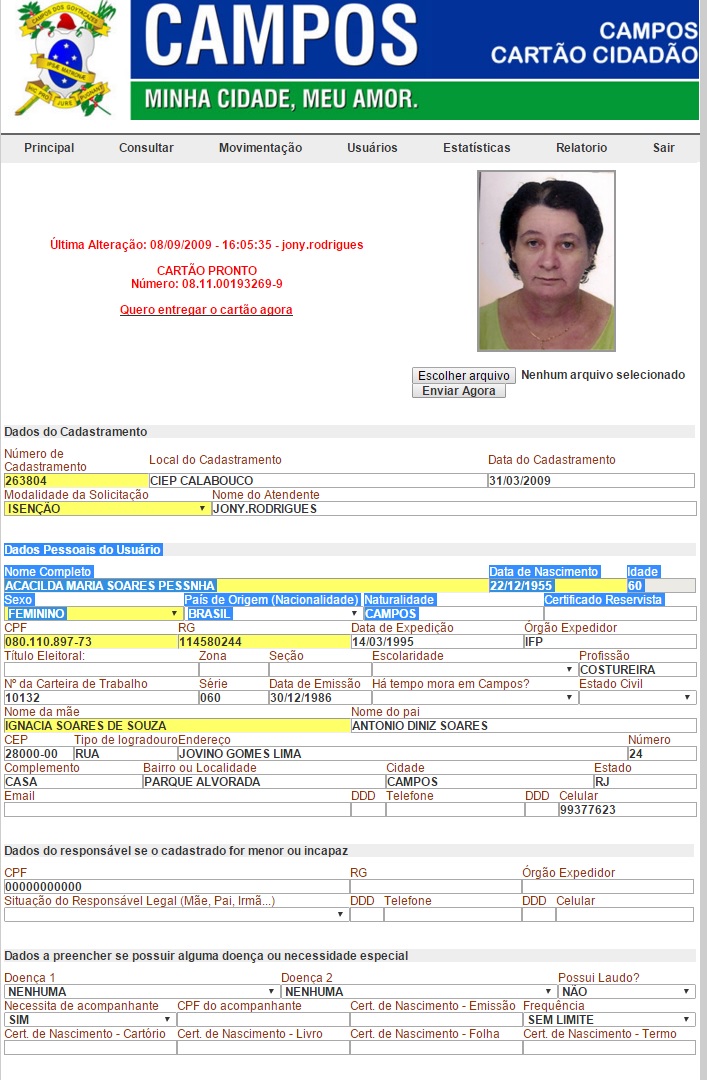 CAMPOS DOS GOYTACAZES
CAMPOS
CAMPOS
CARTÃO CIDADÃO
MINHA CIDADE, MEU AMOR.
Principal Consultar Movimentação Usuários Estatísticas Relatorio Sair
Última Alteração: 08/09/2009 - 16:05:35 - jony.rodrigues
CARTÃO PRONTO
Número: 08.11.00193269-9
Quero entregar o cartão agora
Escolher arquivo Nenhum arquivo selecionado
Enviar Agora
Dados do Cadastramento
Número de Cadastramento Local do Cadastramento Data do Cadastramento
263804 CIEP CALABOUCO 31/03/2009
Modalidade da Solicitação Nome do Atendente
ISENÇÃO JONY.RODRIGUES
Dados Pessoais do Usuário
Nome Completo Data de Nascimento Idade
ACACILDA MARIA SOARES PESSNHA 22/12/1955 60
Sexo País de Origem (Nacionalidade) Naturalidade Certificado Reservista
FEMININO BRASIL CAMPOS
CPF RG Data de Expedição Órgão Expedidor
080.110.897-73 114580244 14/03/1995 IFP
Título Eleitoral: Zona Seção Escolaridade Profissão
COSTUREIRA
Nº da Carteira de Trabalho Série Data de Emissão Há tempo mora em Campos? Estado Civil
10132 060 30/12/1986
Nome da mãe Nome do pai
IGNACIA SOARES DE SOUZA ANTONIO DINIZ SOARES
CEP Tipo de logradouro Endereço Número
28000-00 RUA JOVINO GOMES LIMA 24
Complemento Bairro ou Localidade Cidade Estado
CASA PARQUE ALVORADA CAMPOS RJ
Email DDD Telefone DDD Celular
99377623
Dados do responsável se o cadastrado for menor ou incapaz
CPF RG Órgão Expedidor
00000000000
Situação do Responsável Legal (Mãe, Pai, Irmã...) DDD Telefone DDD Celular
Dados a preencher se possuir alguma doença ou necessidade especial
Doença 1 Doença 2 Possui Laudo?
NENHUMA NENHUMA NÃO
Necessita de acompanhante CPF do acompanhante Cert. de Nascimento - Emissão Frequência
SIM SEM LIMITE
Cert. de Nascimento - Cartório Cert. de Nascimento - Livro Cert. de Nascimento - Folha Cert. de Nascimento - Termo